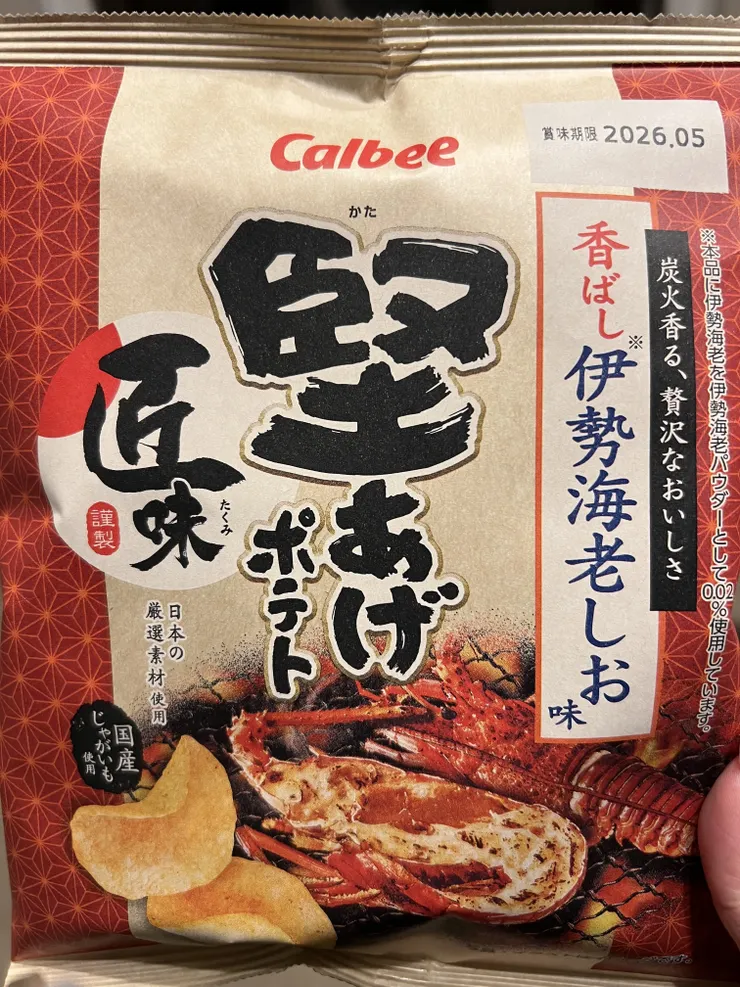 Calbee
賞味期限 2026.05
かた
堅あげ
ポテト
匠味
たくみ
謹製
香ばし※伊勢海老しお味
炭火香る、贅沢なおいしさ
※本品に伊勢海老を伊勢海老パウダーとして0.02%使用しています。
日本の
厳選素材使用
国産
じゃがいも
使用